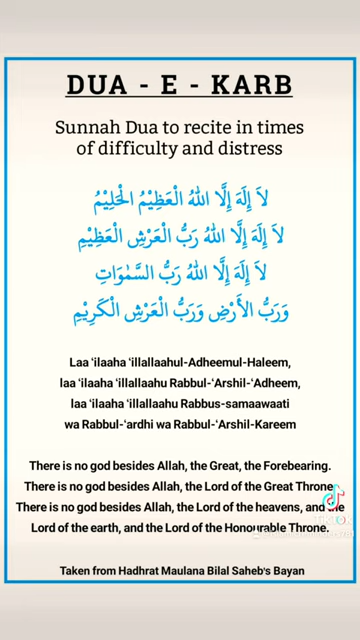 DUA - E - KARB
Sunnah Dua to recite in times
of difficulty and distress
لاَ إِلَهَ إِلَّا اللهُ الْعَظِيْمُ الْحَلِيْمُ
لاَ إِلَهَ إِلَّا اللهُ رَبُّ الْعَرْشِ الْعَظِيْمِ
لاَ إِلَهَ إِلَّا اللهُ رَبُّ السَّمٰوَاتِ
وَرَبُّ الأَرْضِ وَرَبُّ الْعَرْشِ الْكَرِيْمِ
Laa ‘ilaaha ‘illallaahul-Adheemul-Haleem,
laa ‘ilaaha ‘illallaahu Rabbul-‘Arshil-‘Adheem,
laa ‘ilaaha ‘illallaahu Rabbus-samaawaati
wa Rabbul-‘ardhi wa Rabbul-‘Arshil-Kareem
There is no god besides Allah, the Great, the Forebearing.
There is no god besides Allah, the Lord of the Great Throne
There is no god besides Allah, the Lord of the heavens, and the
Lord of the earth, and the Lord of the Honourable Throne.
TikTok
Taken from Hadhrat Maulana Bilal Saheb's Bayan